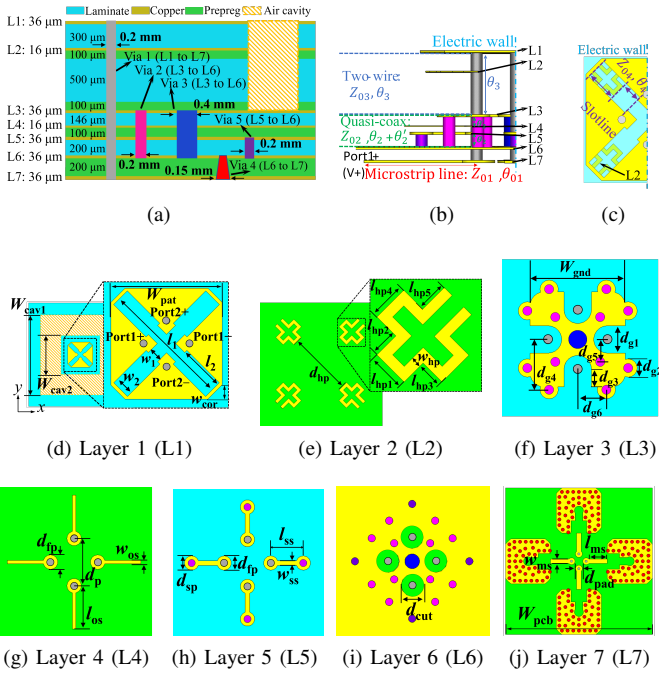 Laminate Copper Prepreg Air cavity
L1: 36 μm
300 μm
0.2 mm
L2: 16 μm
100 μm
Via 1 (L1 to L7)
Via 2 (L3 to L6)
Via 3 (L3 to L6)
500 μm
100 μm
0.4 mm
L3: 36 μm
146 μm
Via 5 (L5 to L6)
L4: 16 μm
100 μm
L5: 36 μm
200 μm
0.2 mm
L6: 36 μm
0.2 mm
200 μm
0.15 mm
Via 4 (L6 to L7)
L7: 36 μm
(a)
Electric wall
L1
L2
Two-wire:
Z03, θ3
θ3
L3
Quasi-coax:
Z02, θ2 + θ2′
L4
L5
L6
Port1+
(V+)
L7
Microstrip line: Z01, θ01
(b)
Electric wall
Z04, θ4
Slotline
L2
(c)
Wcav1
Wcav2
y
x
Wpat
Port2+
Port1+
Port1−
Port2−
l1
w1
l2
w2
wcor
(d) Layer 1 (L1)
dhp
lhp4
lhp5
lhp2
whp
lhp1
lhp3
(e) Layer 2 (L2)
Wgnd
dg1
dg5
dg2
dg4
dg3
dg6
(f) Layer 3 (L3)
dfp
wos
dp
los
(g) Layer 4 (L4)
lss
dfp
dsp
wss
(h) Layer 5 (L5)
dcut
(i) Layer 6 (L6)
lms
wms
dpad
Wpcb
(j) Layer 7 (L7)